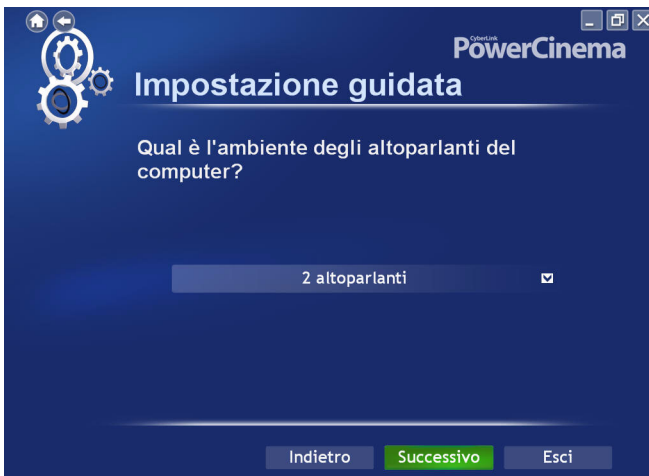 CyberLink
PowerCinema
Impostazione guidata
Qual è l'ambiente degli altoparlanti del
computer?
2 altoparlanti
Indietro Successivo Esci